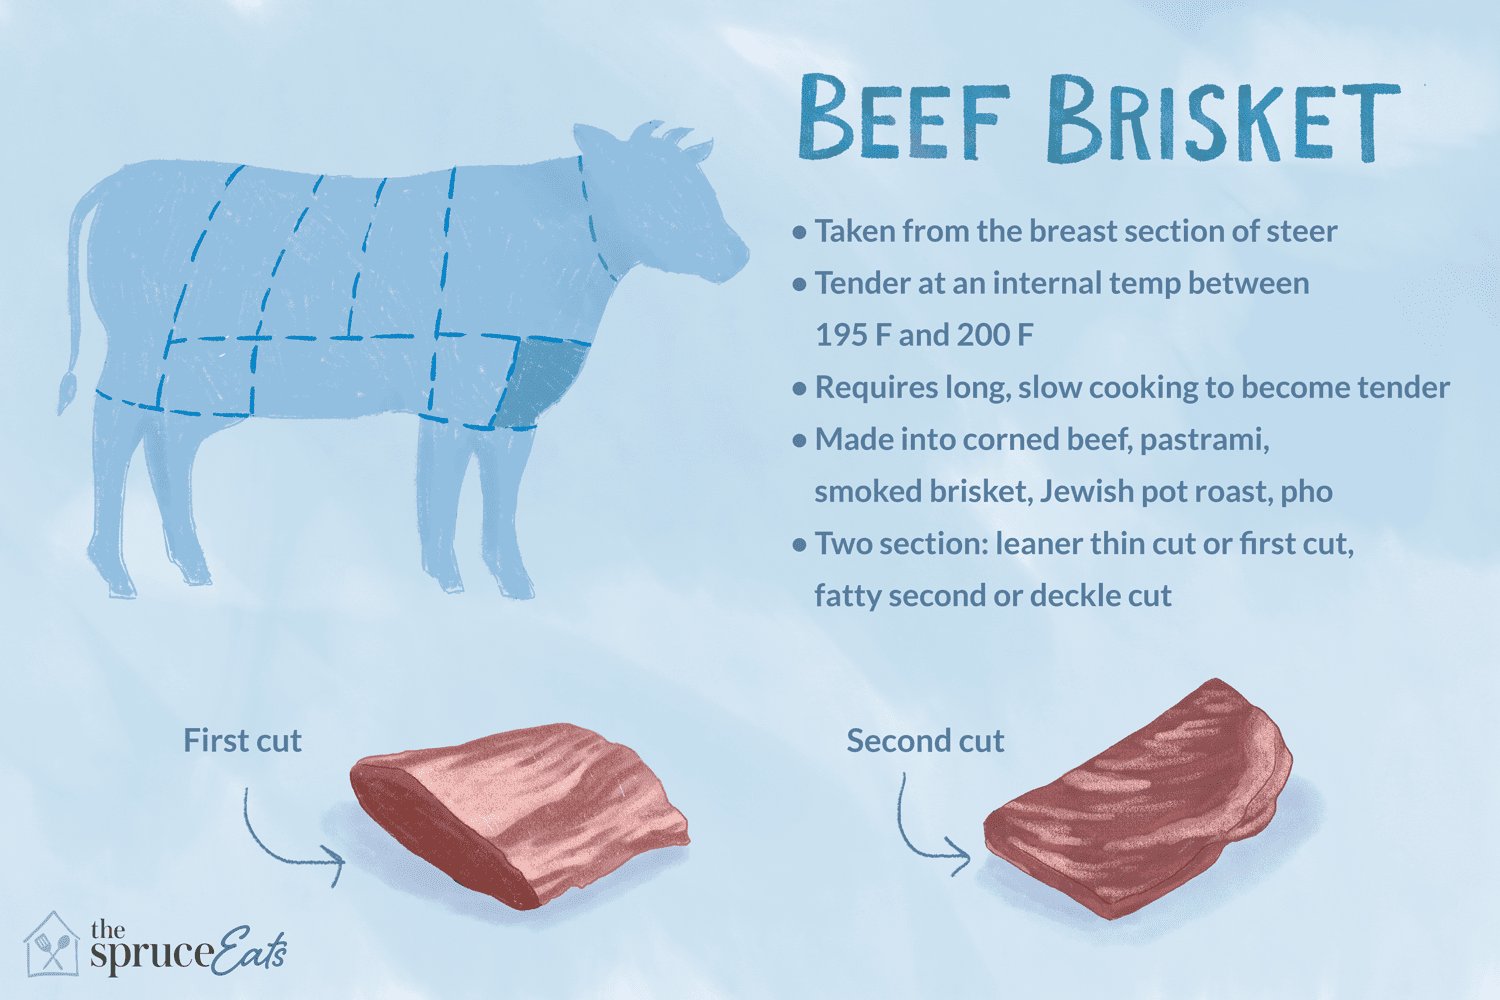 BEEF BRISKET
• Taken from the breast section of steer
• Tender at an internal temp between
195 F and 200 F
• Requires long, slow cooking to become tender
• Made into corned beef, pastrami,
smoked brisket, Jewish pot roast, pho
• Two section: leaner thin cut or first cut,
fatty second or deckle cut
First cut
Second cut
the
spruceEats